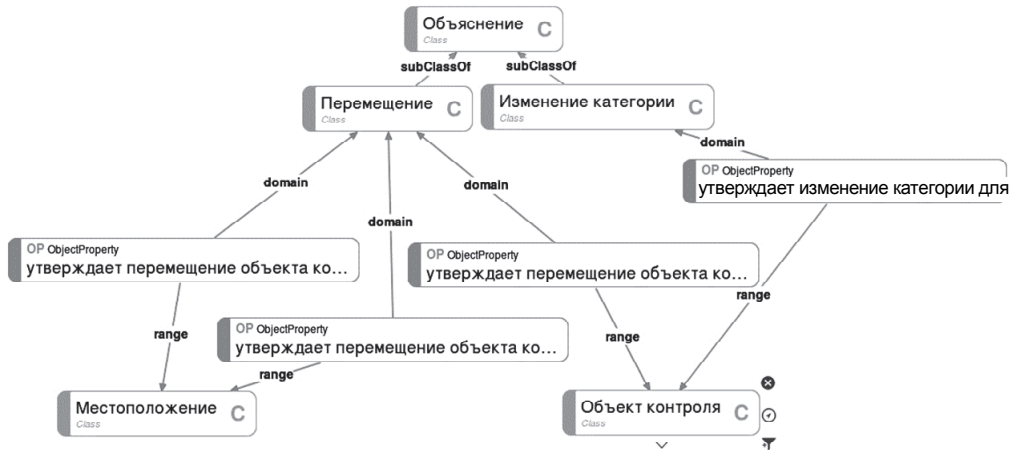 Объяснение C
Class
subClassOf subClassOf
Перемещение C
Class
Изменение категории C
Class
domain
OP ObjectProperty
утверждает изменение категории для
domain
domain
domain
OP ObjectProperty
утверждает перемещение объекта ко...
OP ObjectProperty
утверждает перемещение объекта ко...
range
range
range
OP ObjectProperty
утверждает перемещение объекта ко...
range
Местоположение C
Class
Объект контроля C
Class